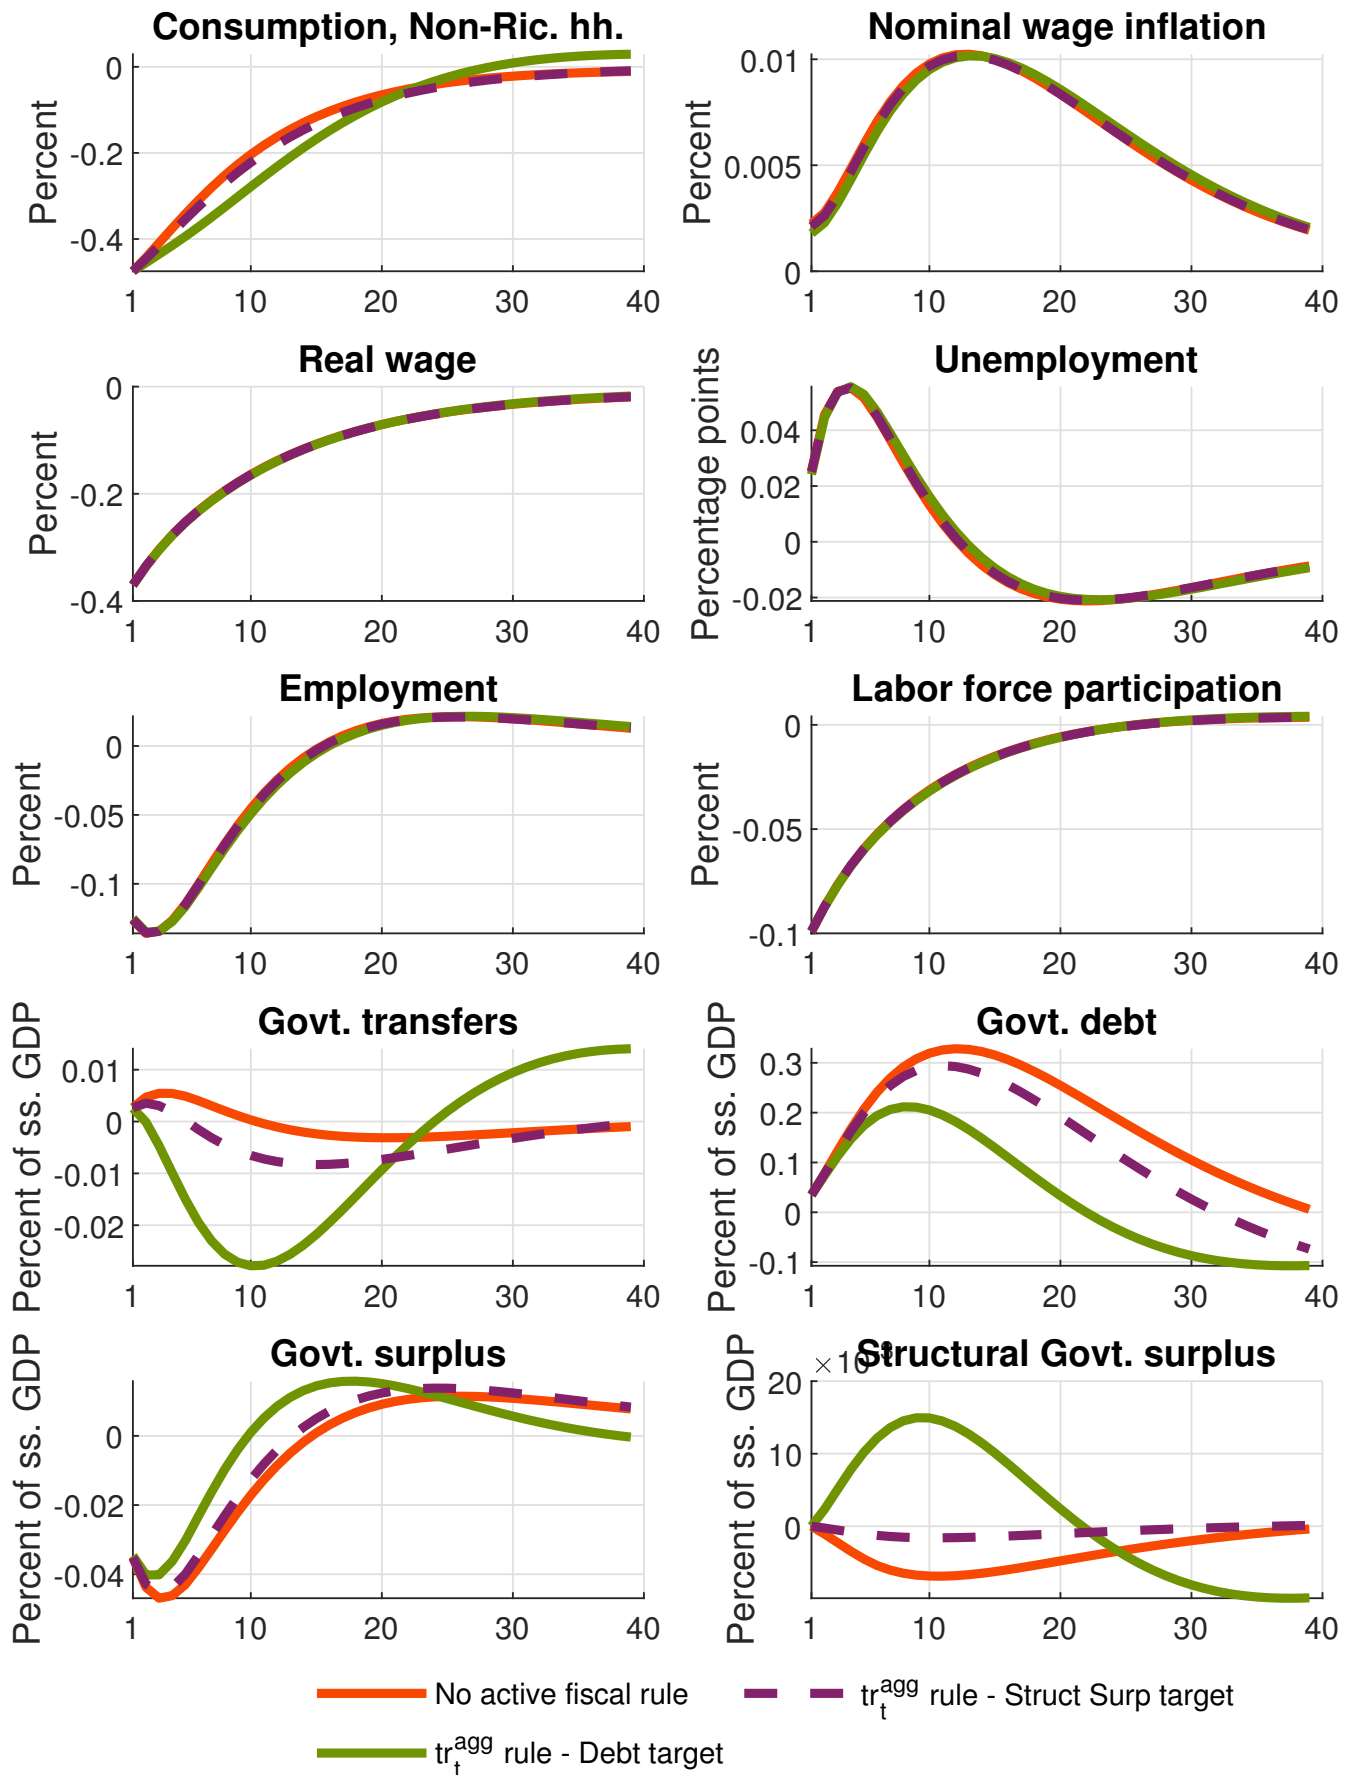 Consumption, Non-Ric. hh.
Percent
0
-0.2
-0.4
1 10 20 30 40
Nominal wage inflation
Percent
0.01
0.005
0
1 10 20 30 40
Real wage
Percent
0
-0.2
-0.4
1 10 20 30 40
Unemployment
Percentage points
0.04
0.02
0
-0.02
1 10 20 30 40
Employment
Percent
0
-0.05
-0.1
1 10 20 30 40
Labor force participation
Percent
0
-0.05
-0.1
1 10 20 30 40
Govt. transfers
Percent of ss. GDP
0.01
0
-0.01
-0.02
1 10 20 30 40
Govt. debt
Percent of ss. GDP
0.3
0.2
0.1
0
-0.1
1 10 20 30 40
Govt. surplus
Percent of ss. GDP
0
-0.02
-0.04
1 10 20 30 40
Structural Govt. surplus
×10⁻³
Percent of ss. GDP
20
10
0
1 10 20 30 40
No active fiscal rule
tr_t^agg rule - Struct Surp target
tr_t^agg rule - Debt target